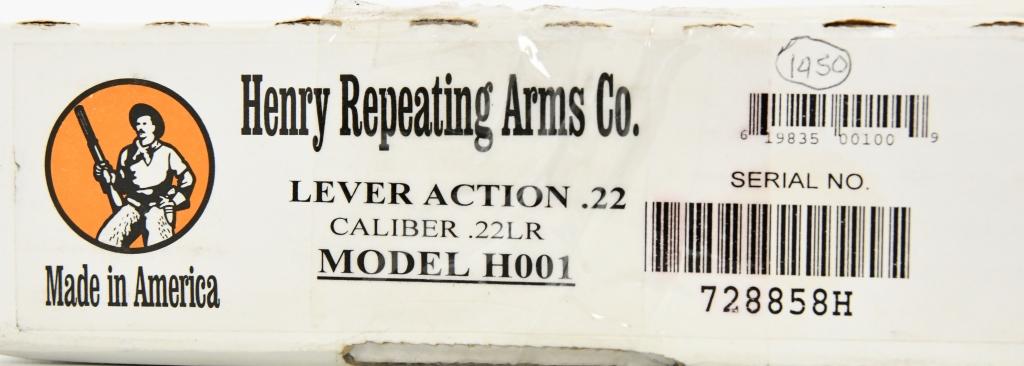 1450
Henry Repeating Arms Co.
6 19835 00100 9
LEVER ACTION .22
SERIAL NO.
CALIBER .22LR
MODEL H001
Made in America
728858H